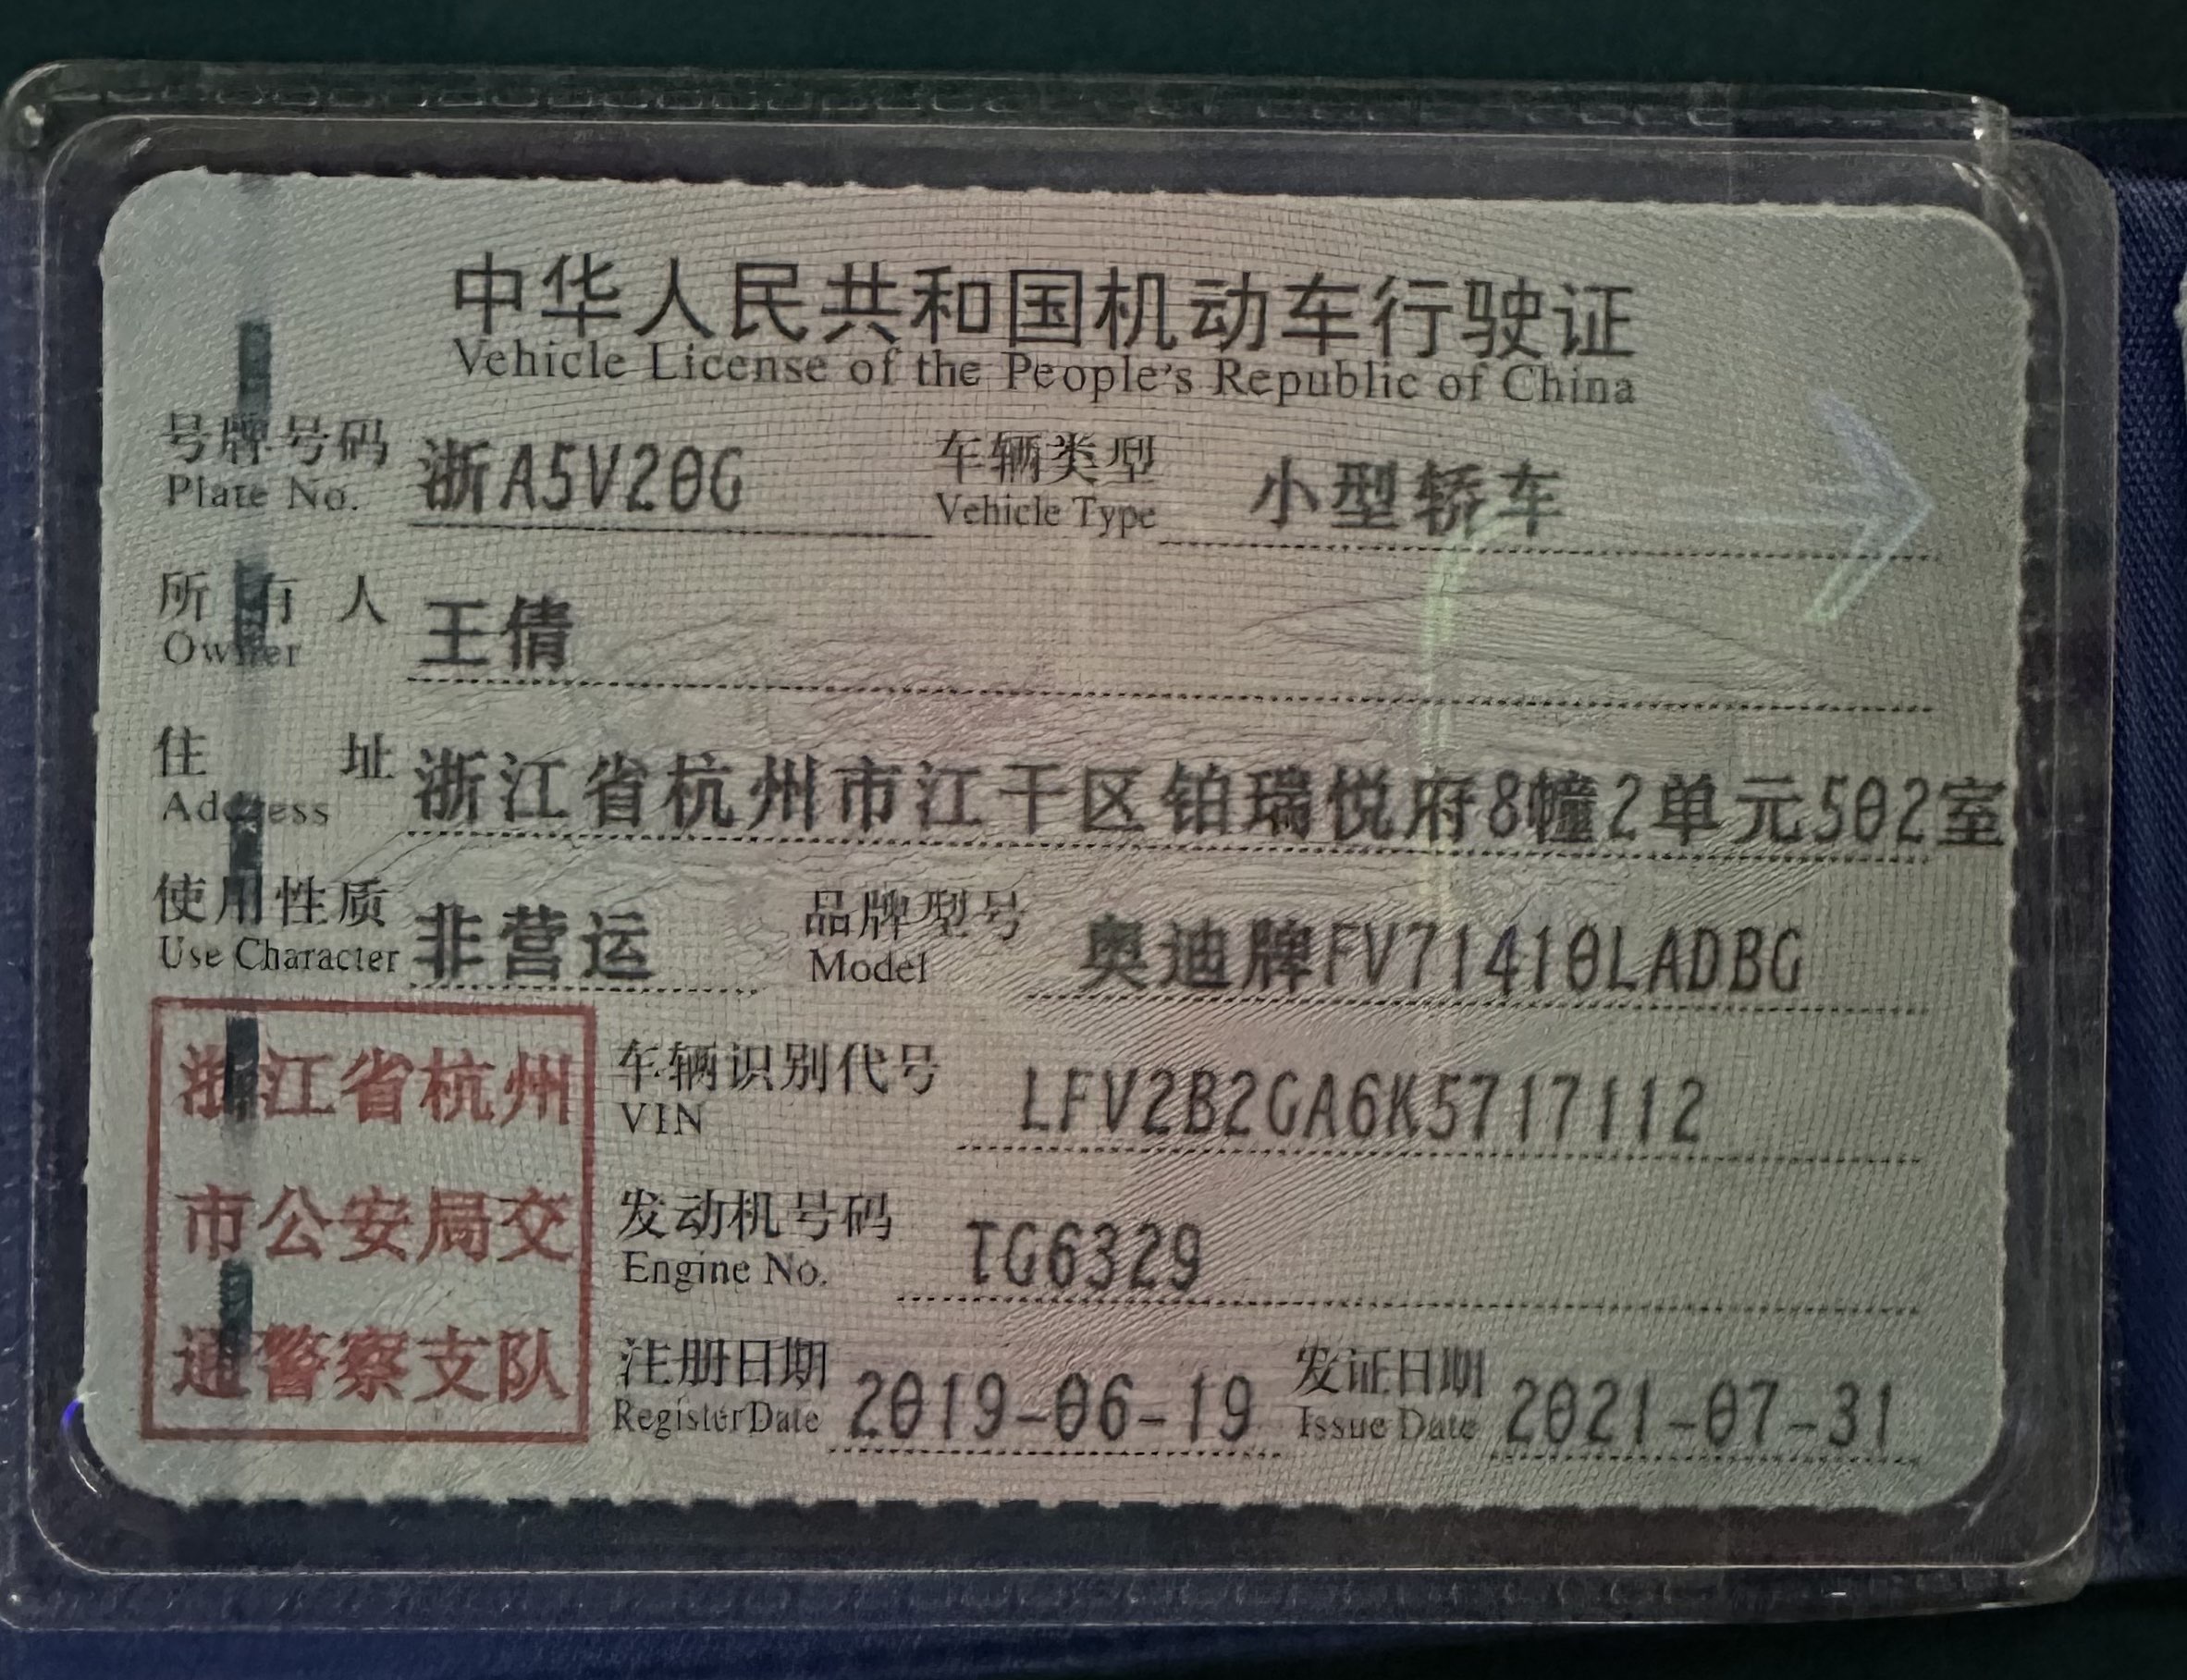 中华人民共和国机动车行驶证
Vehicle License of the People's Republic of China
号牌号码 浙A5V20G 车辆类型 小型轿车
Plate No. Vehicle Type
所有人 王倩
Owner
住址 浙江省杭州市江干区铂瑞悦府8幢2单元502室
Address
使用性质 非营运 品牌型号 奥迪牌FV71410LADBG
Use Character Model
浙江省杭州
市公安局交
通警察支队
车辆识别代号 LFV2B2GA6K5717112
VIN
发动机号码 TG6329
Engine No.
注册日期 2019-06-19 发证日期 2021-07-31
Register Date Issue Date